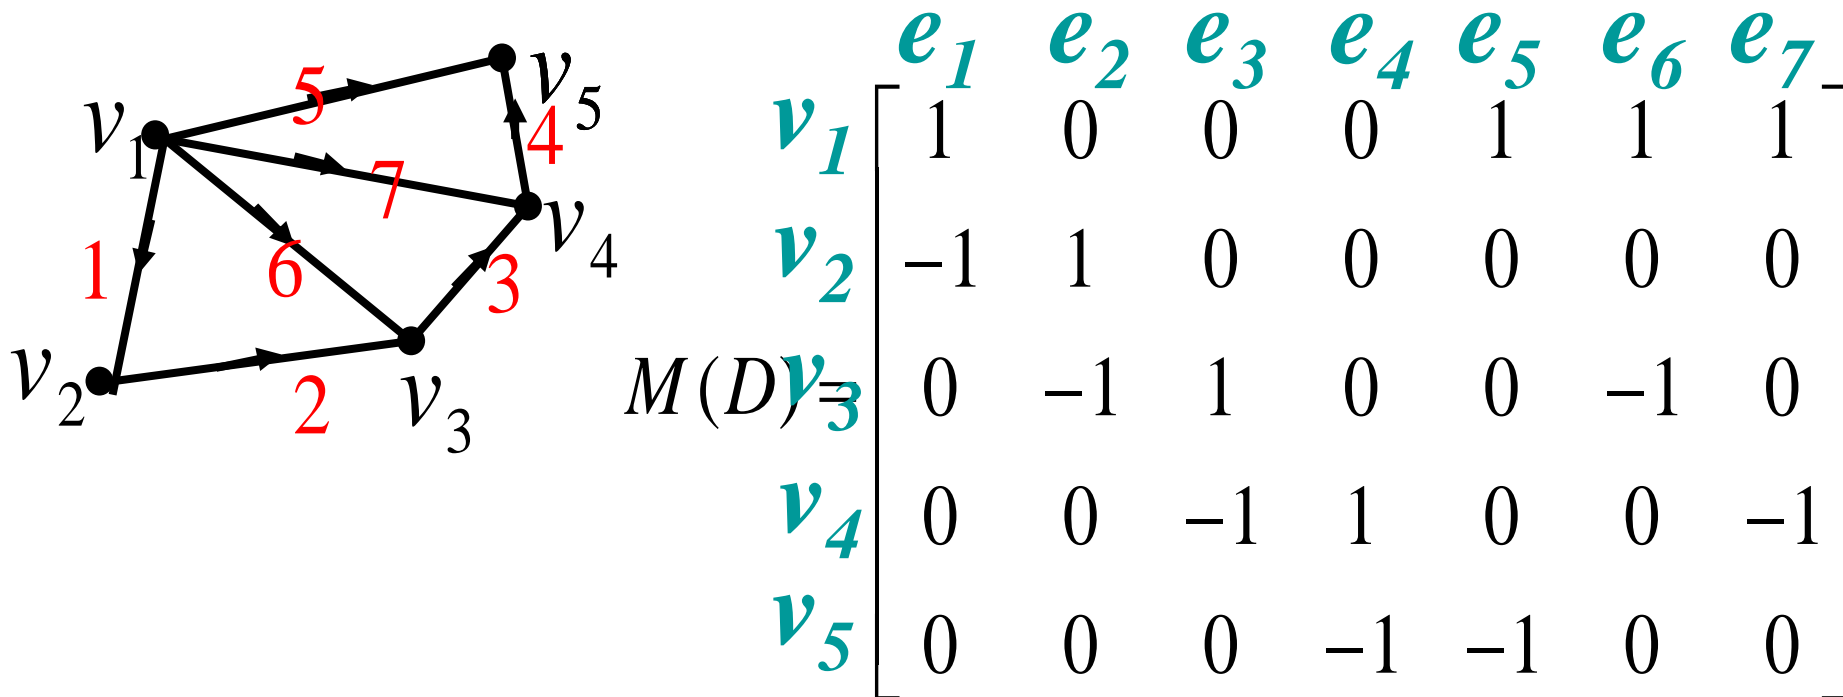 e1 e2 e3 e4 e5 e6 e7
v1 1 0 0 0 1 1 1
v2 −1 1 0 0 0 0 0
M(D)= v3 0 −1 1 0 0 −1 0
v4 0 0 −1 1 0 0 −1
v5 0 0 0 −1 −1 0 0
v5
5
v1
4
7
v4
1
6
3
v2
2
v3